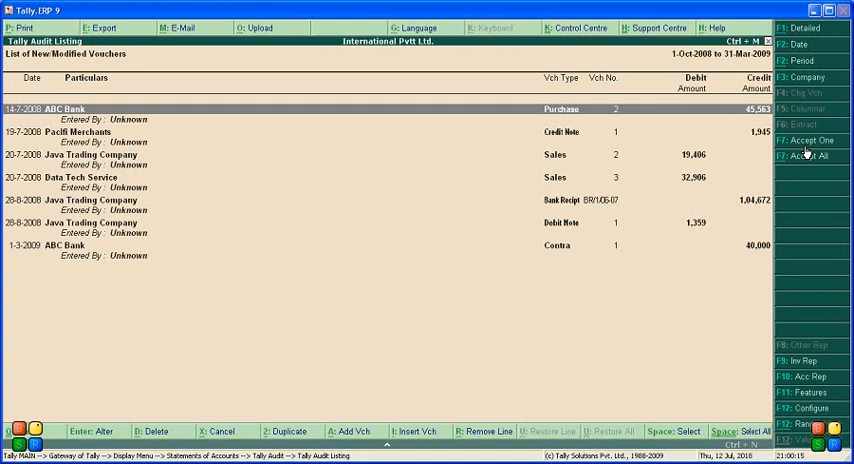 Tally.ERP 9
P: Print E: Export M: E-Mail O: Upload G: Language K: Keyboard K: Control Centre H: Support Centre H: Help
Tally Audit Listing International Pvtt Ltd. Ctrl + M
List of New/Modified Vouchers 1-Oct-2008 to 31-Mar-2009
Date Particulars Vch Type Vch No. Debit Credit
Amount Amount
14-7-2008 ABC Bank Purchase 2 45,563
Entered By : Unknown
19-7-2008 Pacifi Merchants Credit Note 1 1,945
Entered By : Unknown
20-7-2008 Java Trading Company Sales 2 19,406
Entered By : Unknown
20-7-2008 Data Tech Service Sales 3 32,906
Entered By : Unknown
28-8-2008 Java Trading Company Bank Receipt BR/1/06-07 1,04,672
Entered By : Unknown
28-8-2008 Java Trading Company Debit Note 1 1,359
Entered By : Unknown
1-3-2009 ABC Bank Contra 1 40,000
Entered By : Unknown
F1: Detailed
F2: Date
F2: Period
F3: Company
F4: Chg Vch
F5: Columnar
F6: Extract
F7: Accept One
F7: All
F8: Other Rep
F9: Inv Rep
F10: Acc Rep
F11: Features
F12: Configure
F12:
F12:
Enter: Alter D: Delete X: Cancel 2: Duplicate A: Add Vch I: Insert Vch R: Remove Line U: Restore Line U: Restore All Space: Select Space: Select All
Ctrl + N
Tally MAIN --> Gateway of Tally --> Display Menu --> Statements of Accounts --> Tally Audit --> Tally Audit Listing (c) Tally Solutions Pvt. Ltd., 1988-2009 Thu, 12 Jul, 2018 21:00:15